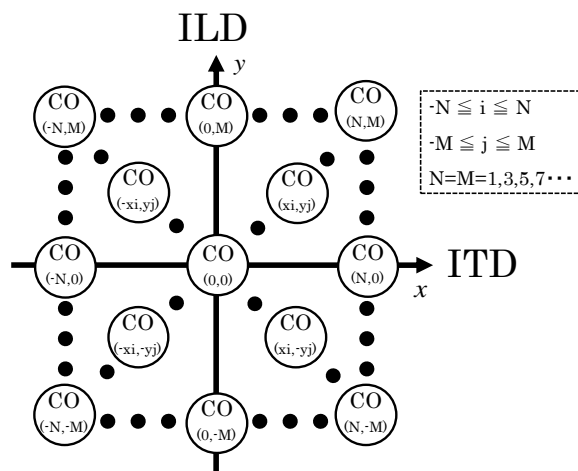 ILD
y
CO
(-N,M)
CO
(0,M)
CO
(N,M)
-N ≦ i ≦ N
-M ≦ j ≦ M
N=M=1,3,5,7･･･
CO
(-xi,yj)
CO
(xi,yj)
CO
(-N,0)
CO
(0,0)
CO
(N,0)
ITD
x
CO
(-xi,-yj)
CO
(xi,-yj)
CO
(-N,-M)
CO
(0,-M)
CO
(N,-M)